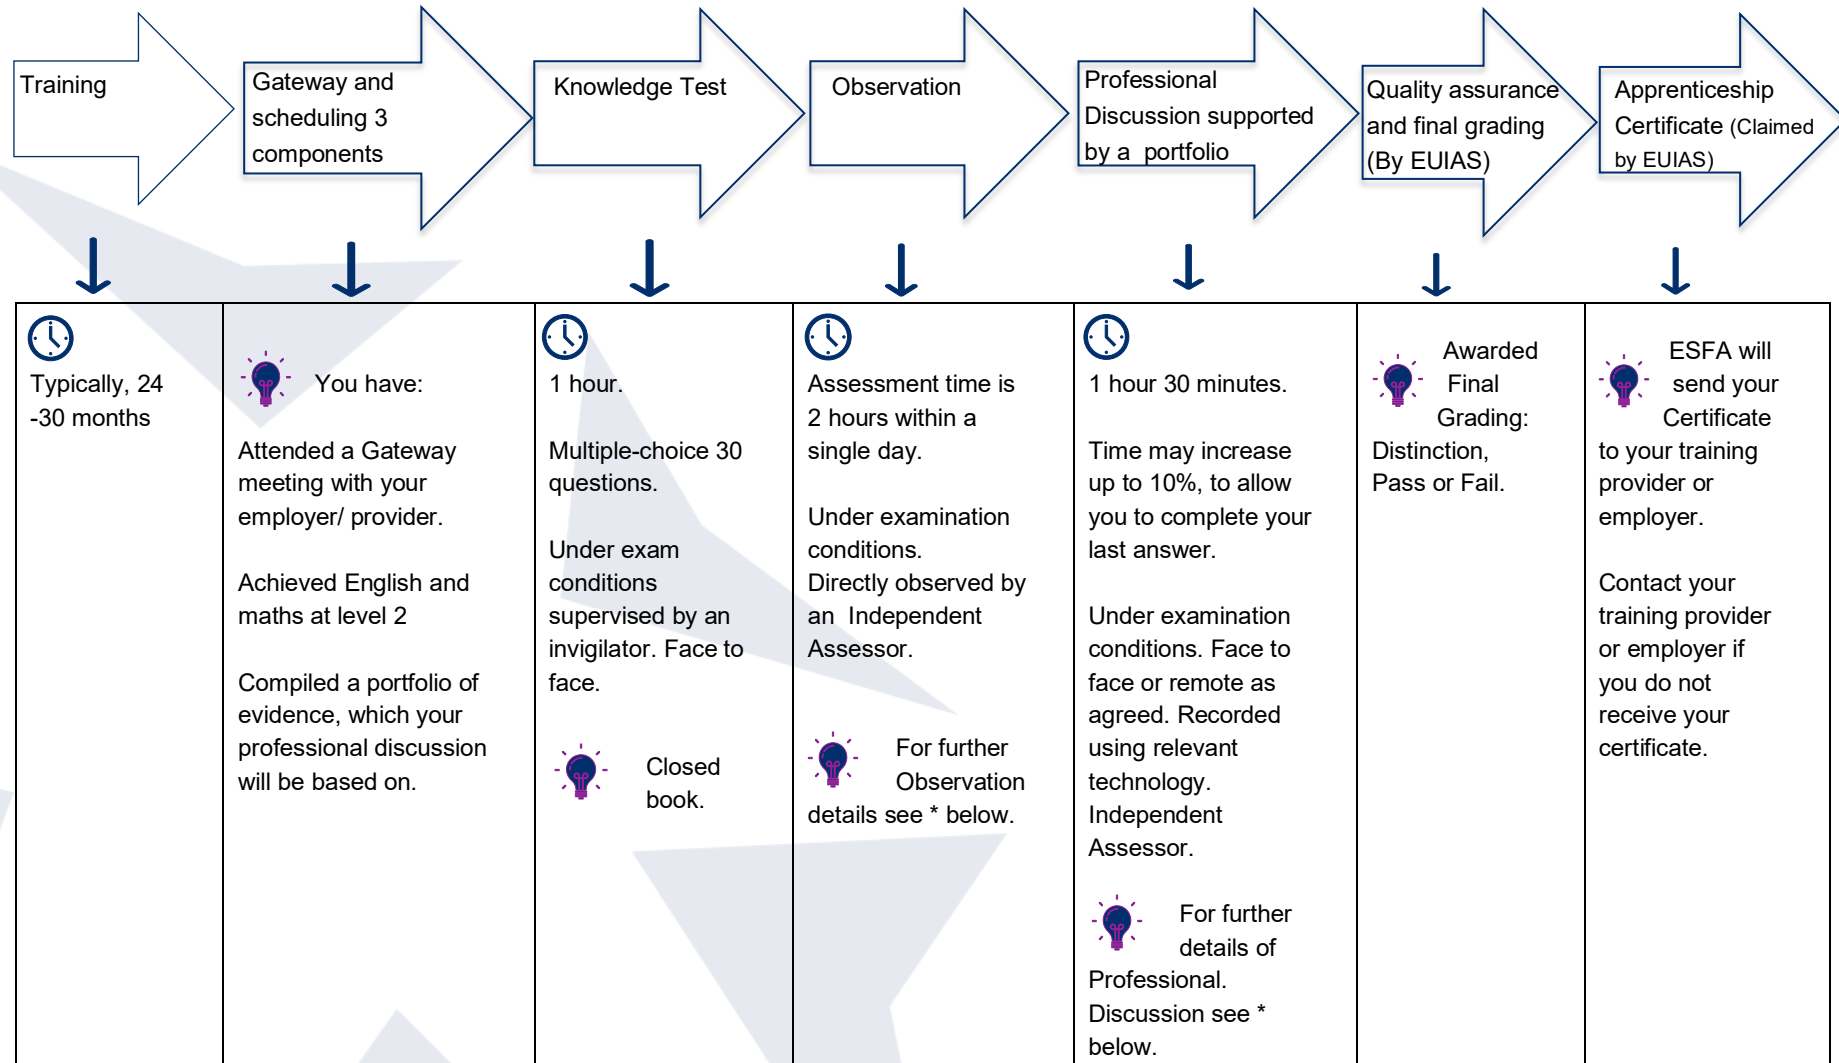 Training
Gateway and
scheduling 3
components
Knowledge Test
Observation
Professional
Discussion supported
by a portfolio
Quality assurance
and final grading
(By EUIAS)
Apprenticeship
Certificate (Claimed
by EUIAS)
Typically, 24
-30 months
You have:
Attended a Gateway
meeting with your
employer/ provider.
Achieved English and
maths at level 2
Compiled a portfolio of
evidence, which your
professional discussion
will be based on.
1 hour.
Multiple-choice 30
questions.
Under exam
conditions
supervised by an
invigilator. Face to
face.
Closed
book.
Assessment time is
2 hours within a
single day.
Under examination
conditions.
Directly observed by
an Independent
Assessor.
For further
Observation
details see * below.
1 hour 30 minutes.
Time may increase
up to 10%, to allow
you to complete your
last answer.
Under examination
conditions. Face to
face or remote as
agreed. Recorded
using relevant
technology.
Independent
Assessor.
For further
details of
Professional.
Discussion see *
below.
Awarded
Final
Grading:
Distinction,
Pass or Fail.
ESFA will
send your
Certificate
to your training
provider or
employer.
Contact your
training provider
or employer if
you do not
receive your
certificate.